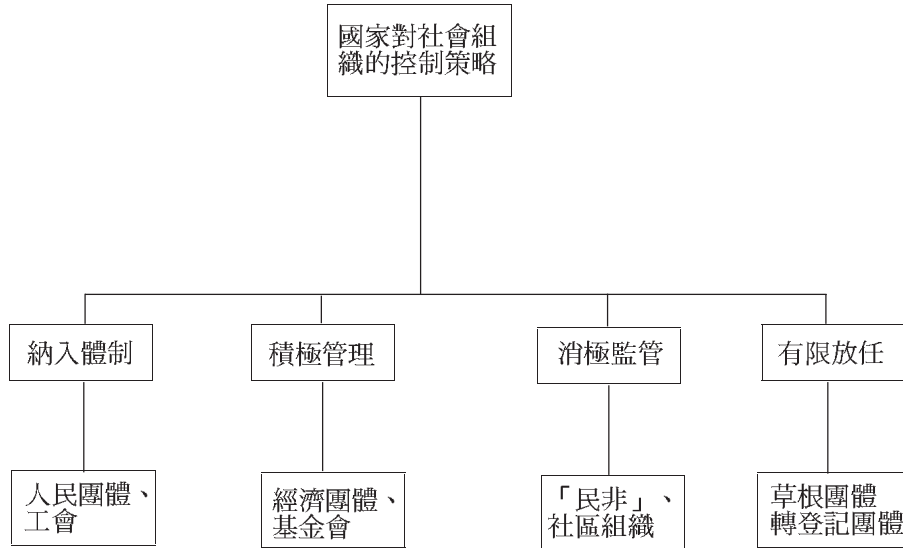 國家對社會組
織的控制策略
納入體制
積極管理
消極監管
有限放任
人民團體、
工會
經濟團體、
基金會
「民非」、
社區組織
草根團體
轉登記團體